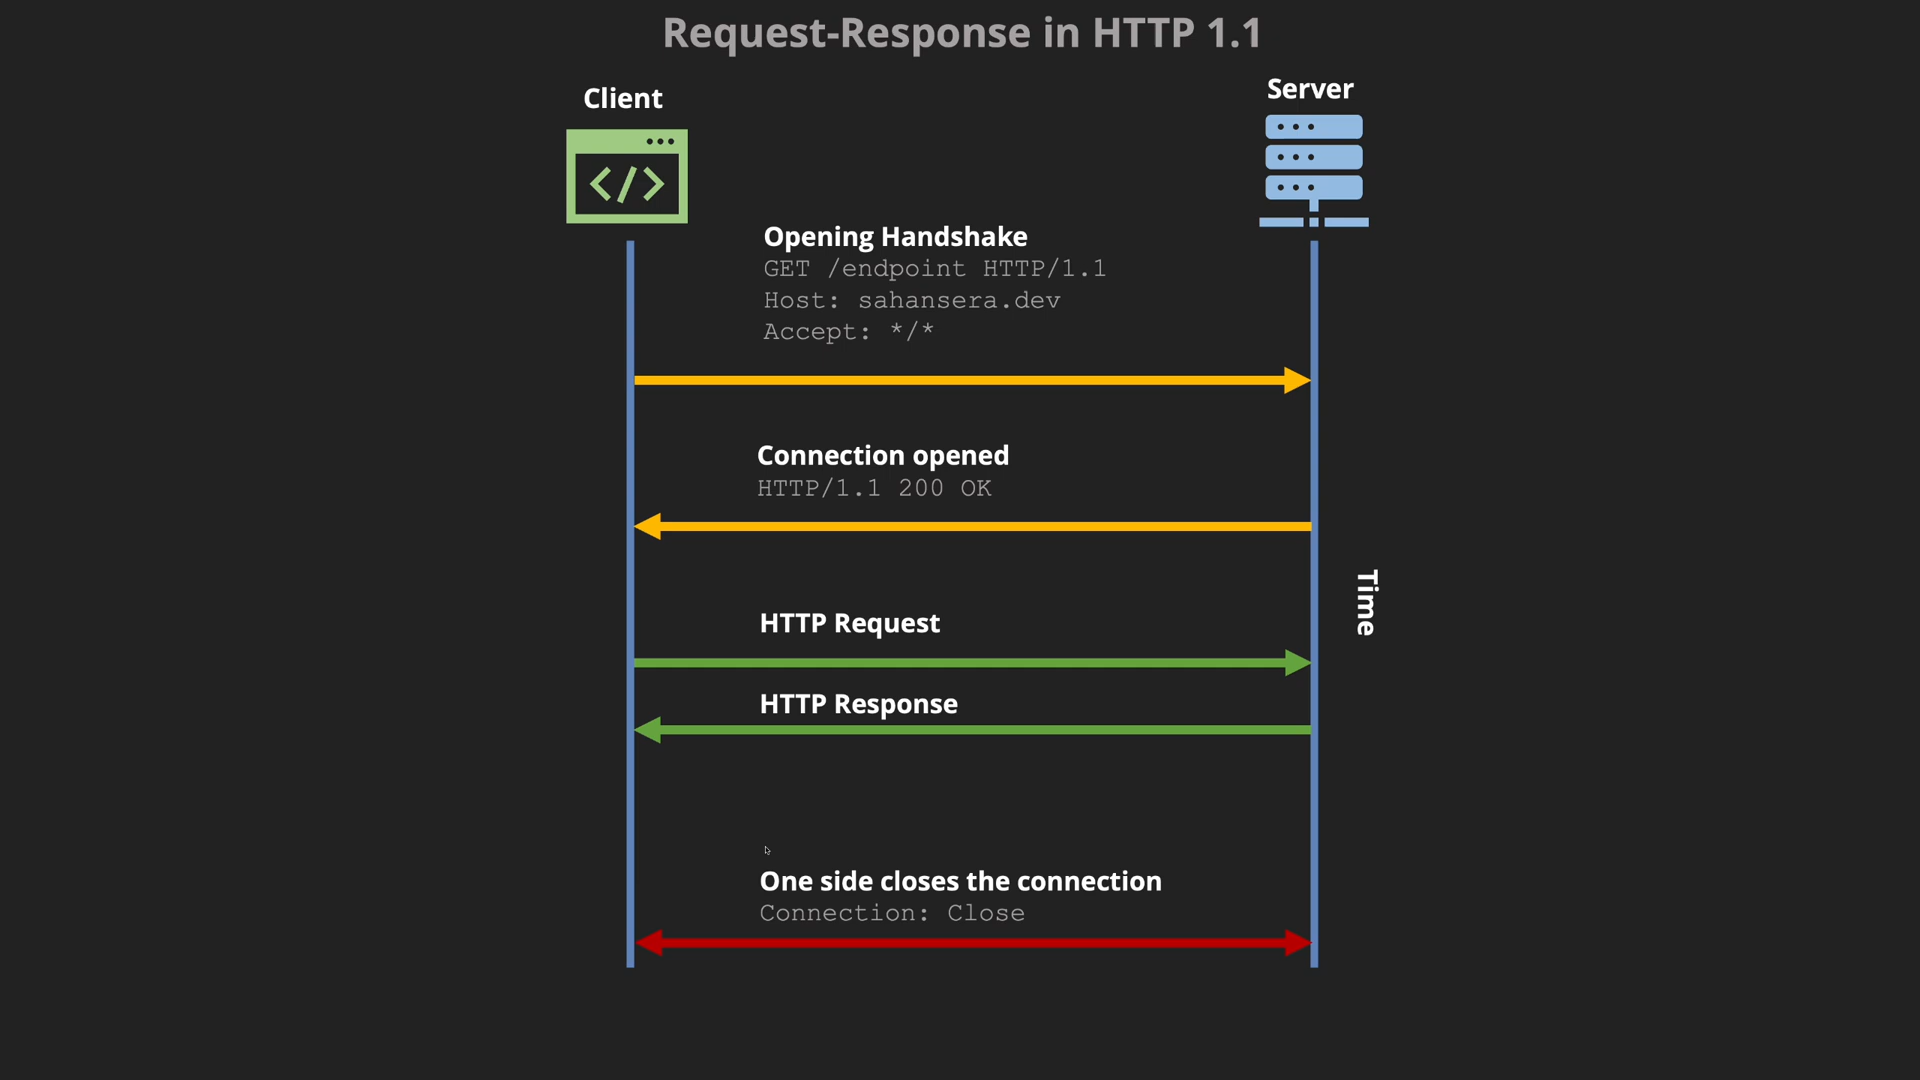 Request-Response in HTTP 1.1
Client
Server
</>
Opening Handshake
GET /endpoint HTTP/1.1
Host: sahansera.dev
Accept: */*
Connection opened
HTTP/1.1 200 OK
Time
HTTP Request
HTTP Response
One side closes the connection
Connection: Close